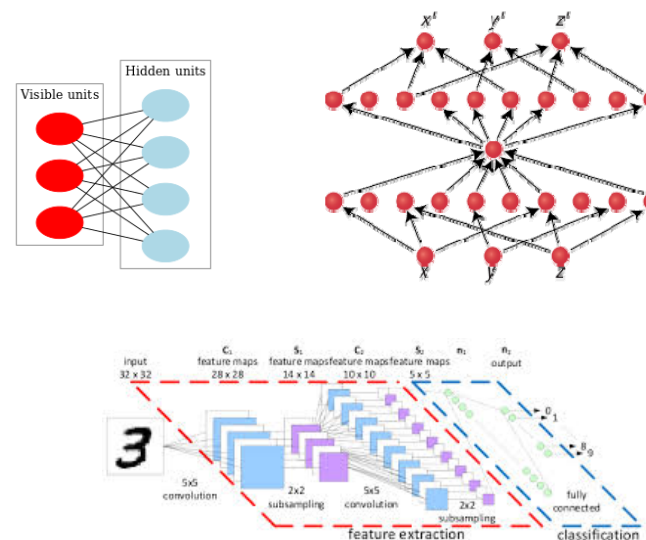 Visible units
Hidden units
X' Y' Z'
X y Z
C₁ S₁ C₂ S₂ n₁ n₂
input feature maps feature maps feature maps feature maps output
32 x 32 28 x 28 14 x 14 10 x 10 5 x 5
0
1
8
9
3
5x5
convolution
2x2
subsampling
5x5
convolution
2x2
subsampling
fully
connected
feature extraction
classification